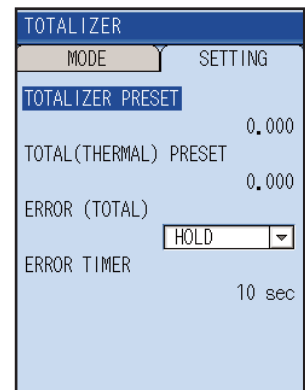 TOTALIZER
MODE SETTING
TOTALIZER PRESET
0.000
TOTAL(THERMAL) PRESET
0.000
ERROR (TOTAL)
HOLD
ERROR TIMER
10 sec